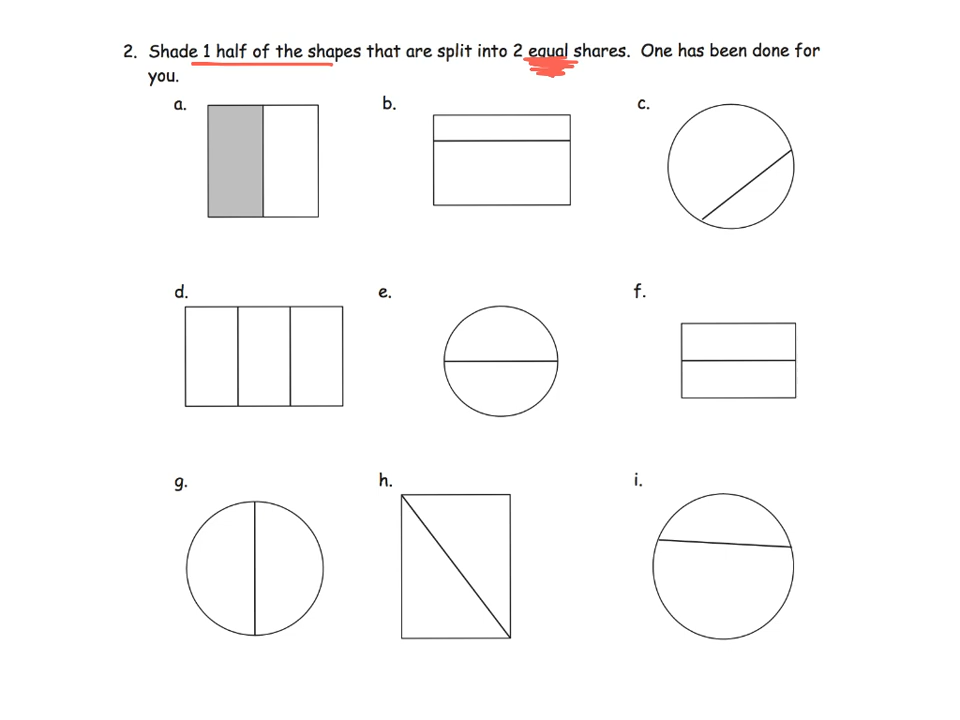 2. Shade 1 half of the shapes that are split into 2 equal shares. One has been done for
you.
a. b. c.
d. e. f.
g. h. i.